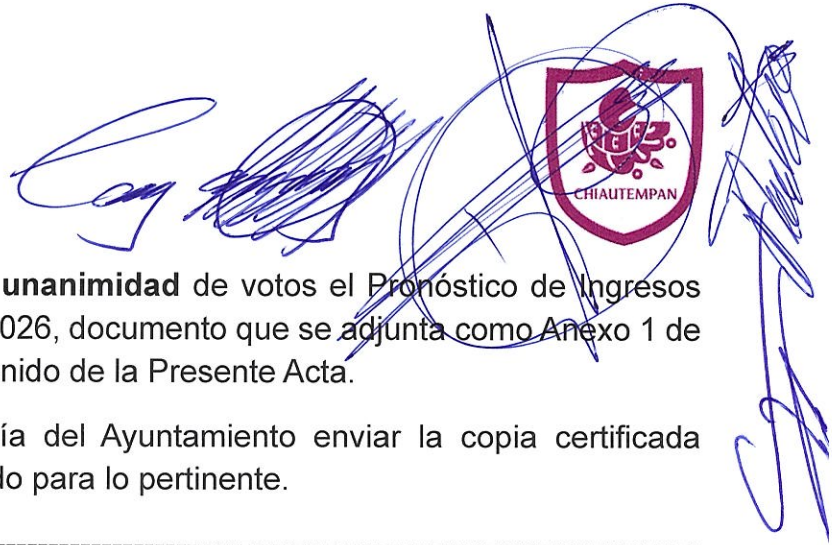 CHIAUTEMPAN
unanimidad de votos el Pronóstico de Ingresos
026, documento que se adjunta como Anexo 1 de
nido de la Presente Acta.
ía del Ayuntamiento enviar la copia certificada
do para lo pertinente.